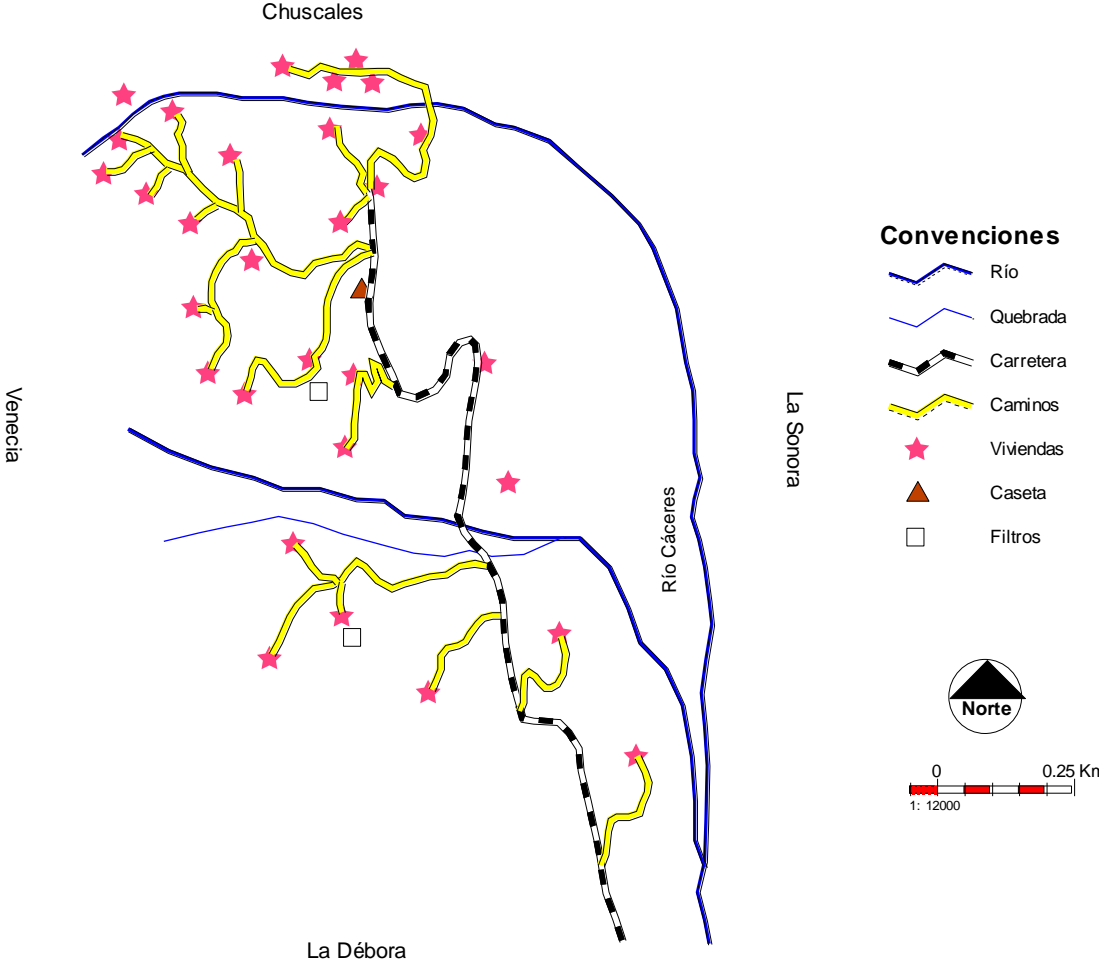 Chuscales
Convenciones
Río
Quebrada
Carretera
Caminos
Viviendas
Caseta
Filtros
Venecia
La Sonora
Río Cáceres
Norte
0 0.25 Km
1: 12000
La Débora